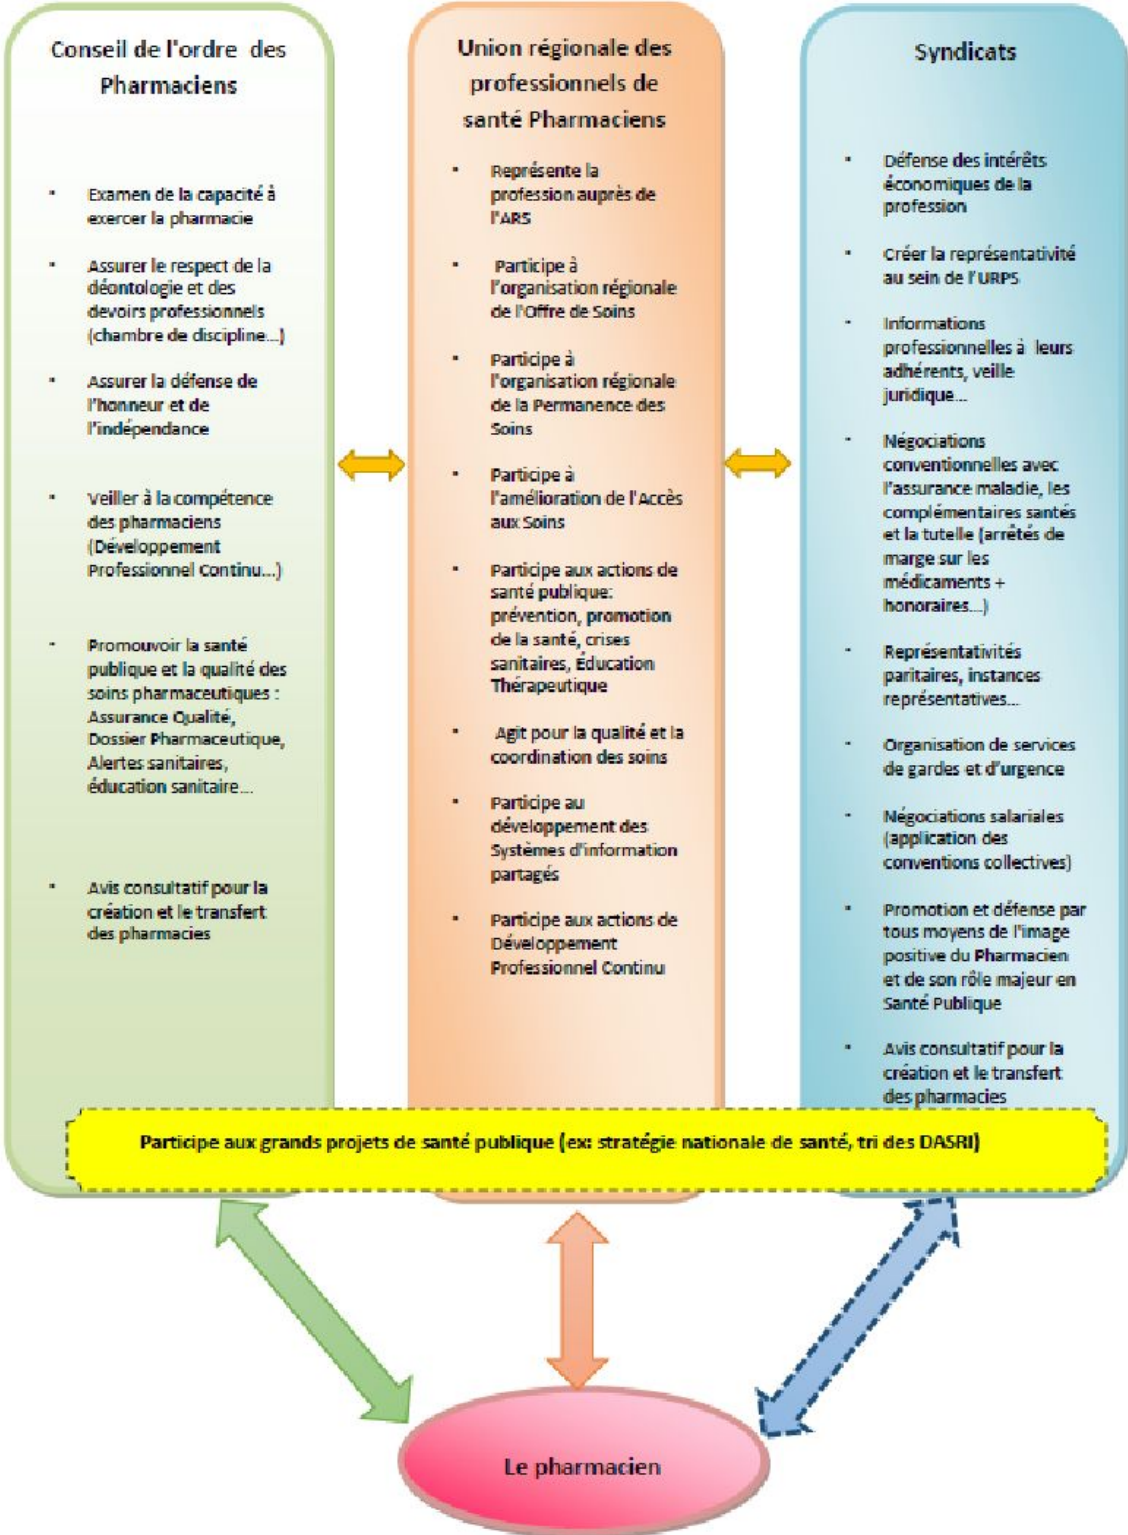 Conseil de l'ordre des
Pharmaciens
▪ Examen de la capacité à
exercer la pharmacie
▪ Assurer le respect de la
déontologie et des
devoirs professionnels
(chambre de discipline...)
▪ Assurer la défense de
l'honneur et de
l'indépendance
▪ Veiller à la compétence
des pharmaciens
(Développement
Professionnel Continu...)
▪ Promouvoir la santé
publique et la qualité des
soins pharmaceutiques :
Assurance Qualité,
Dossier Pharmaceutique,
Alertes sanitaires,
éducation sanitaire...
▪ Avis consultatif pour la
création et le transfert
des pharmacies
Union régionale des
professionnels de
santé Pharmaciens
▪ Représente la
profession auprès de
l'ARS
▪ Participe à
l'organisation régionale
de l'Offre de Soins
▪ Participe à
l'organisation régionale
de la Permanence des
Soins
▪ Participe à
l'amélioration de l'Accès
aux Soins
▪ Participe aux actions de
santé publique:
prévention, promotion
de la santé, crises
sanitaires, Éducation
Thérapeutique
▪ Agit pour la qualité et la
coordination des soins
▪ Participe au
développement des
Systèmes d'information
partagés
▪ Participe aux actions de
Développement
Professionnel Continu
Syndicats
▪ Défense des intérêts
économiques de la
profession
▪ Créer la représentativité
au sein de l'URPS
▪ Informations
professionnelles à leurs
adhérents, veille
juridique...
▪ Négociations
conventionnelles avec
l'assurance maladie, les
complémentaires santés
et la tutelle (arrêtés de
marge sur les
médicaments +
honoraires...)
▪ Représentativités
paritaires, instances
représentatives...
▪ Organisation de services
de gardes et d'urgence
▪ Négociations salariales
(application des
conventions collectives)
▪ Promotion et défense par
tous moyens de l'image
positive du Pharmacien
et de son rôle majeur en
Santé Publique
▪ Avis consultatif pour la
création et le transfert
des pharmacies
Participe aux grands projets de santé publique (ex: stratégie nationale de santé, tri des DASRI)
Le pharmacien